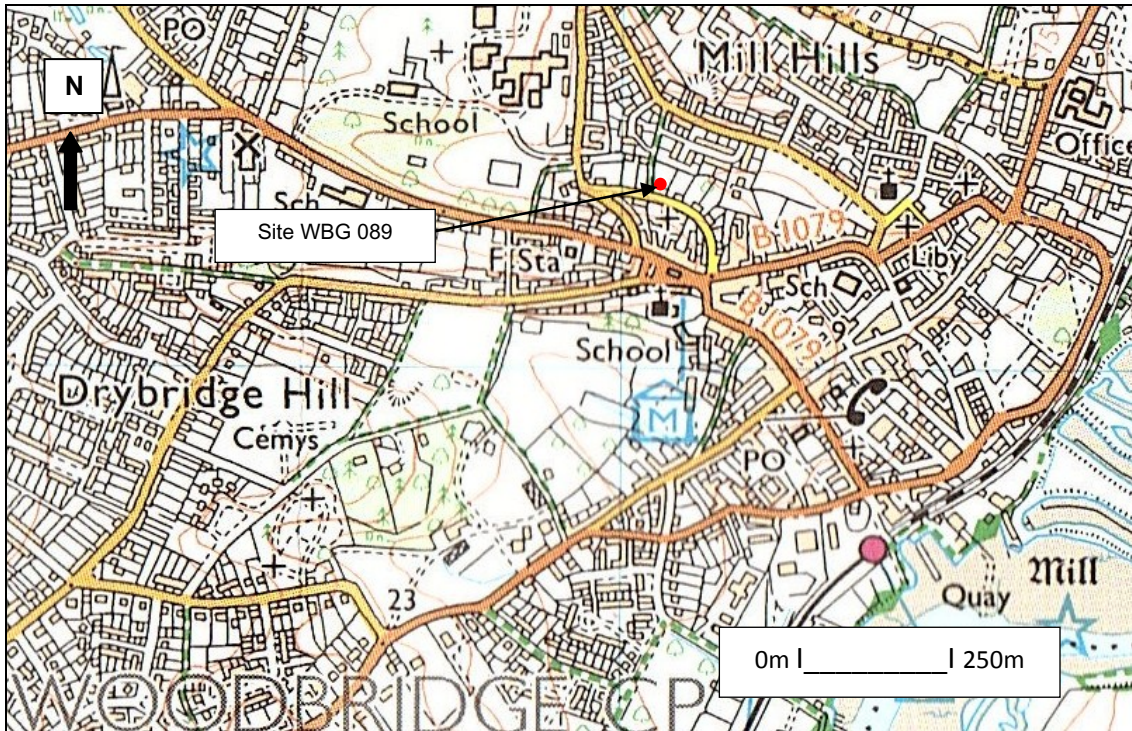 PO
N
Mill Hills
School
Office
Sch
Site WBG 089
B 1079
F Sta
Liby
Sch
9
B 1079
School
Drybridge Hill
M
Cemys
PO
Mill
Quay
23
0m 250m
WOODBRIDGE CP